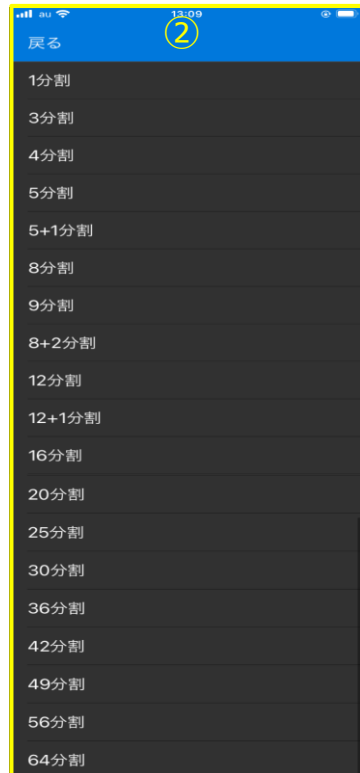 au 13:09
②
戻る
1分割
3分割
4分割
5分割
5+1分割
8分割
9分割
8+2分割
12分割
12+1分割
16分割
20分割
25分割
30分割
36分割
42分割
49分割
56分割
64分割